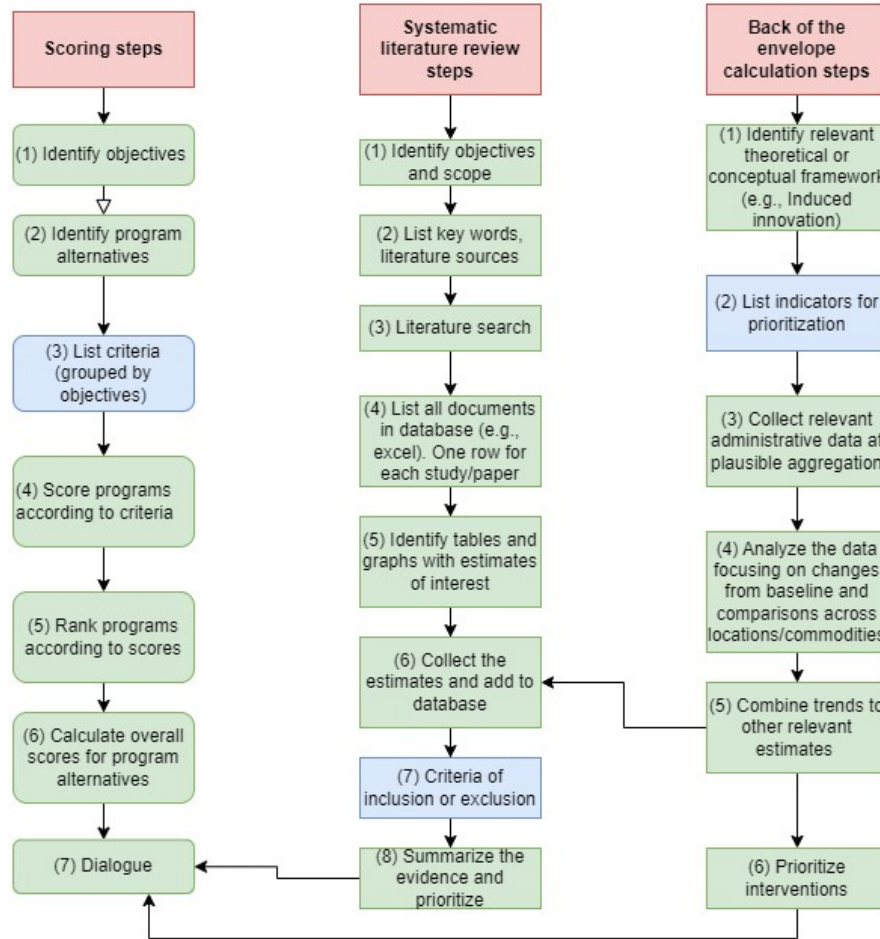 Scoring steps
(1) Identify objectives
(2) Identify program
alternatives
(3) List criteria
(grouped by
objectives)
(4) Score programs
according to criteria
(5) Rank programs
according to scores
(6) Calculate overall
scores for program
alternatives
(7) Dialogue
Systematic
literature review
steps
(1) Identify objectives
and scope
(2) List key words,
literature sources
(3) Literature search
(4) List all documents
in database (e.g.,
excel). One row for
each study/paper
(5) Identify tables and
graphs with estimates
of interest
(6) Collect the
estimates and add to
database
(7) Criteria of
inclusion or exclusion
(8) Summarize the
evidence and
prioritize
Back of the
envelope
calculation steps
(1) Identify relevant
theoretical or
conceptual framework
(e.g., Induced
innovation)
(2) List indicators for
prioritization
(3) Collect relevant
administrative data at
plausible aggregation
(4) Analyze the data
focusing on changes
from baseline and
comparisons across
locations/commodities
(5) Combine trends to
other relevant
estimates
(6) Prioritize
interventions